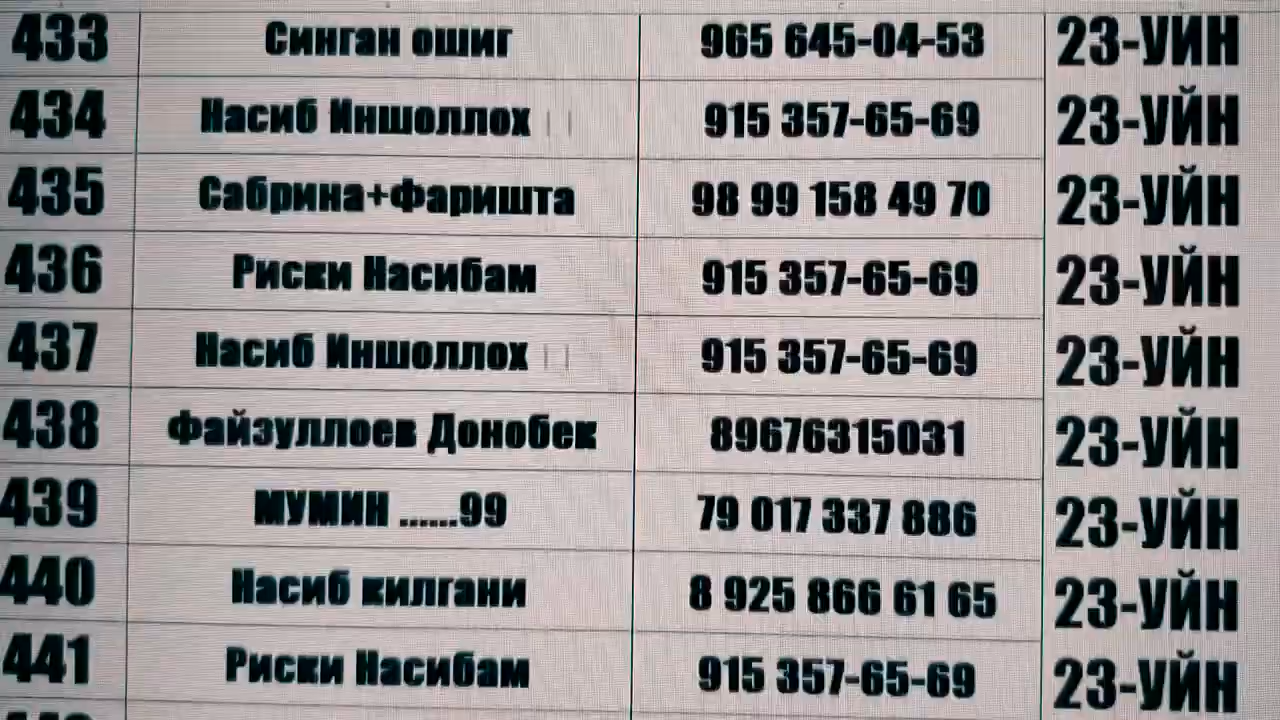 433 Синган ошиг 965 645-04-53 23-УЙН
434 Насиб Иншоллох 915 357-65-69 23-УЙН
435 Сабрина+Фаришта 98 99 158 49 70 23-УЙН
436 Риски Насибам 915 357-65-69 23-УЙН
437 Насиб Иншоллох 915 357-65-69 23-УЙН
438 Файзуллоев Донобек 89676315031 23-УЙН
439 МУМИН ......99 79 017 337 886 23-УЙН
440 Насиб килгани 8 925 866 61 65 23-УЙН
441 Риски Насибам 915 357-65-69 23-УЙН